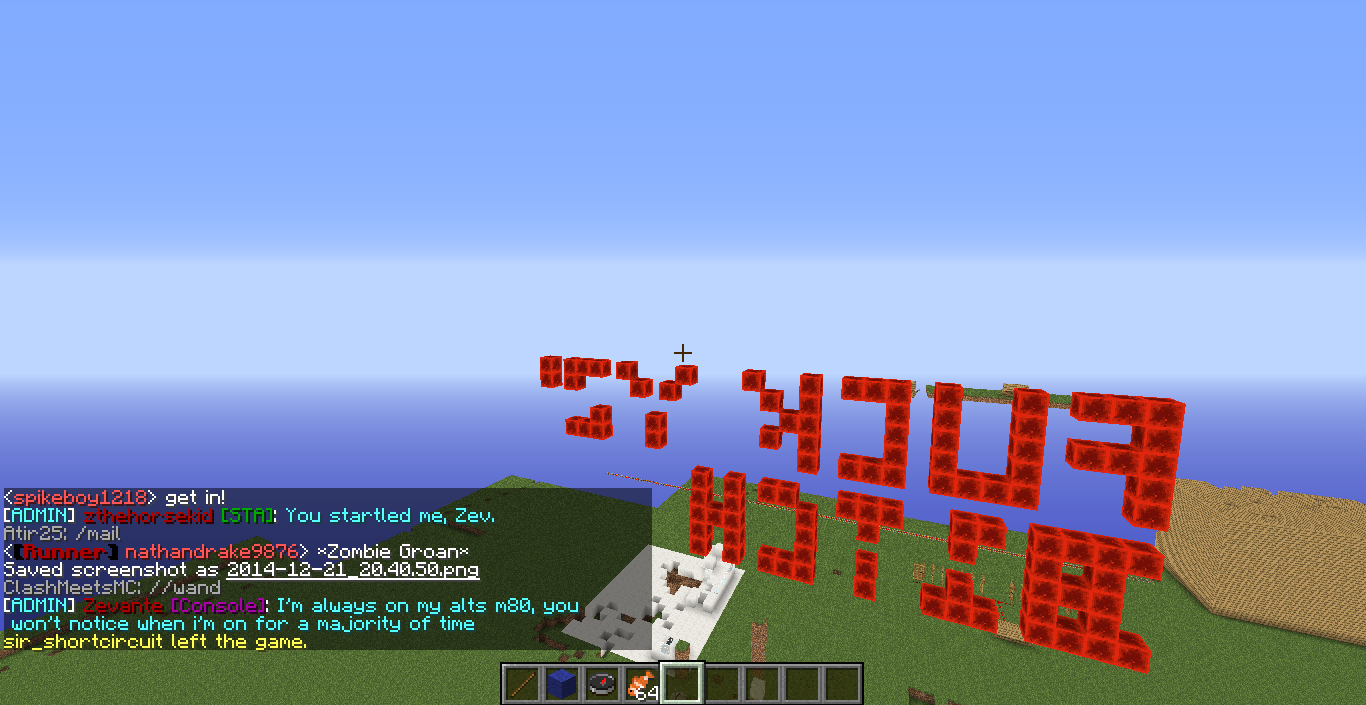 FUCK
BITCH
<spikeboy1218> get in!
[ADMIN] zthehorsekid [STA]: You startled me, Zev.
Atir25: /mail
<[Runner] nathandrake9876> *Zombie Groan*
Saved screenshot as 2014-12-21_20.40.50.png
ClashMeetsMC: //wand
[ADMIN] Zevante [Console]: I'm always on my alts m80, you
won't notice when i'm on for a majority of time
sir_shortcircuit left the game.
64